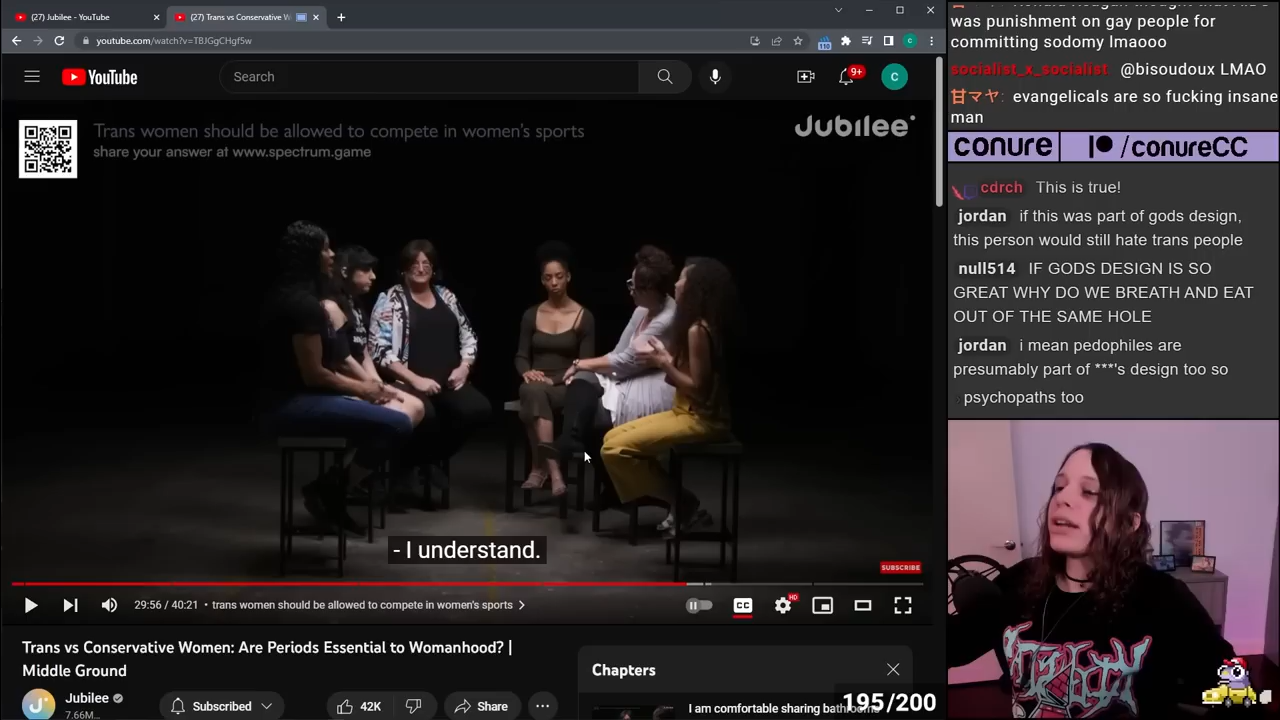 (27) Jubilee - YouTube
(27) Trans vs Conservative W
youtube.com/watch?v=TBJGgCHgf5w
YouTube
Search
9+
C
Trans women should be allowed to compete in women's sports
share your answer at www.spectrum.game
Jubilee
- I understand.
SUBSCRIBE
29:56 / 40:21 • trans women should be allowed to compete in women's sports
CC
HD
Trans vs Conservative Women: Are Periods Essential to Womanhood? |
Middle Ground
Jubilee
7.66M...
Subscribed
42K
Share
Chapters
I am comfortable sharing bathrooms
195/200
was punishment on gay people for
committing sodomy lmaooo
socialist_x_socialist: @bisoudoux LMAO
甘マヤ: evangelicals are so fucking insane
man
conure
/conureCC
cdrch This is true!
jordan if this was part of gods design,
this person would still hate trans people
null514 IF GODS DESIGN IS SO
GREAT WHY DO WE BREATH AND EAT
OUT OF THE SAME HOLE
jordan i mean pedophiles are
presumably part of ***'s design too so
psychopaths too